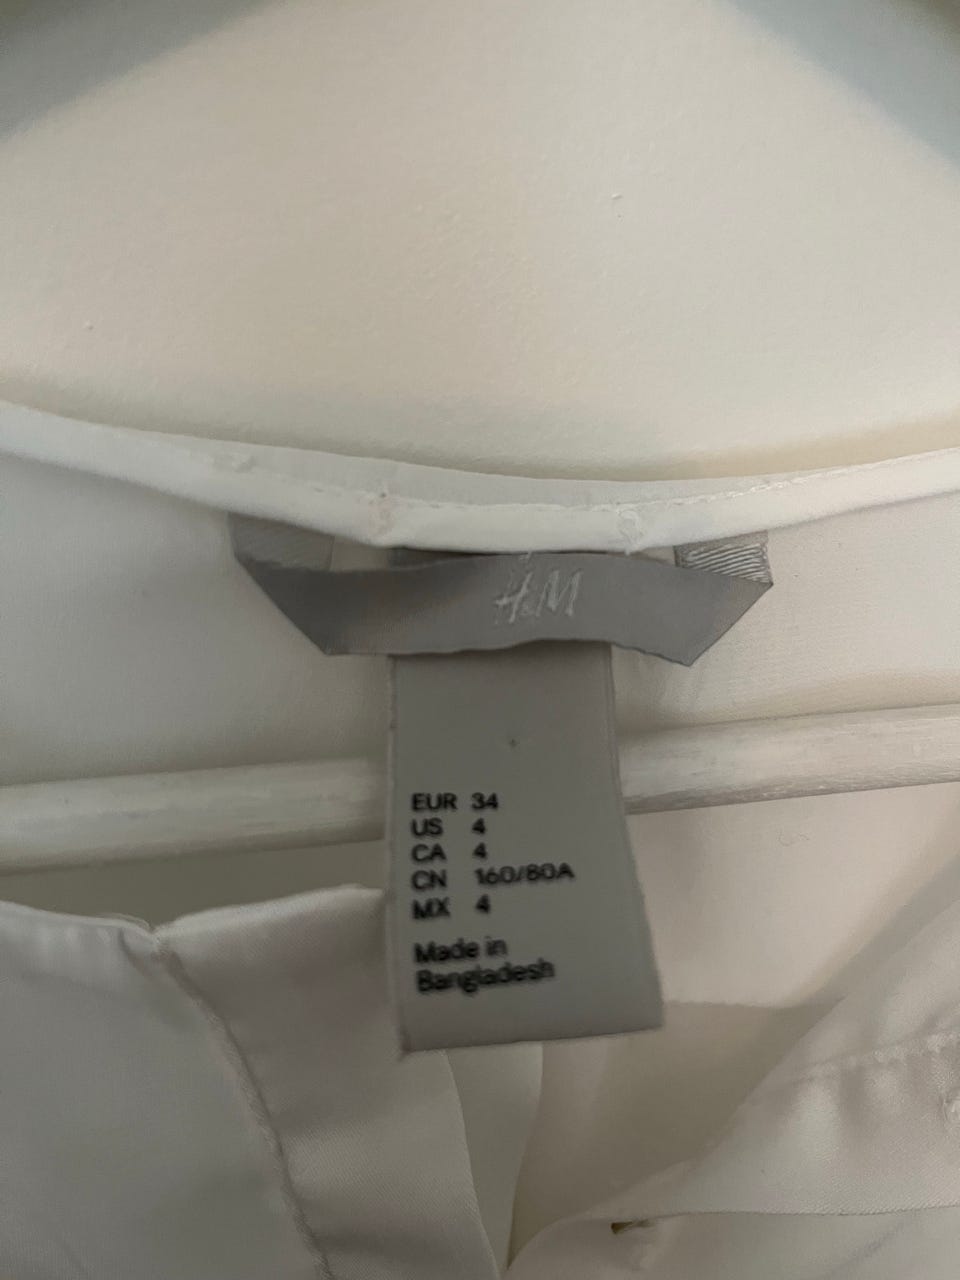 H&M
EUR 34
US 4
CA 4
CN 160/80A
MX 4
Made in
Bangladesh